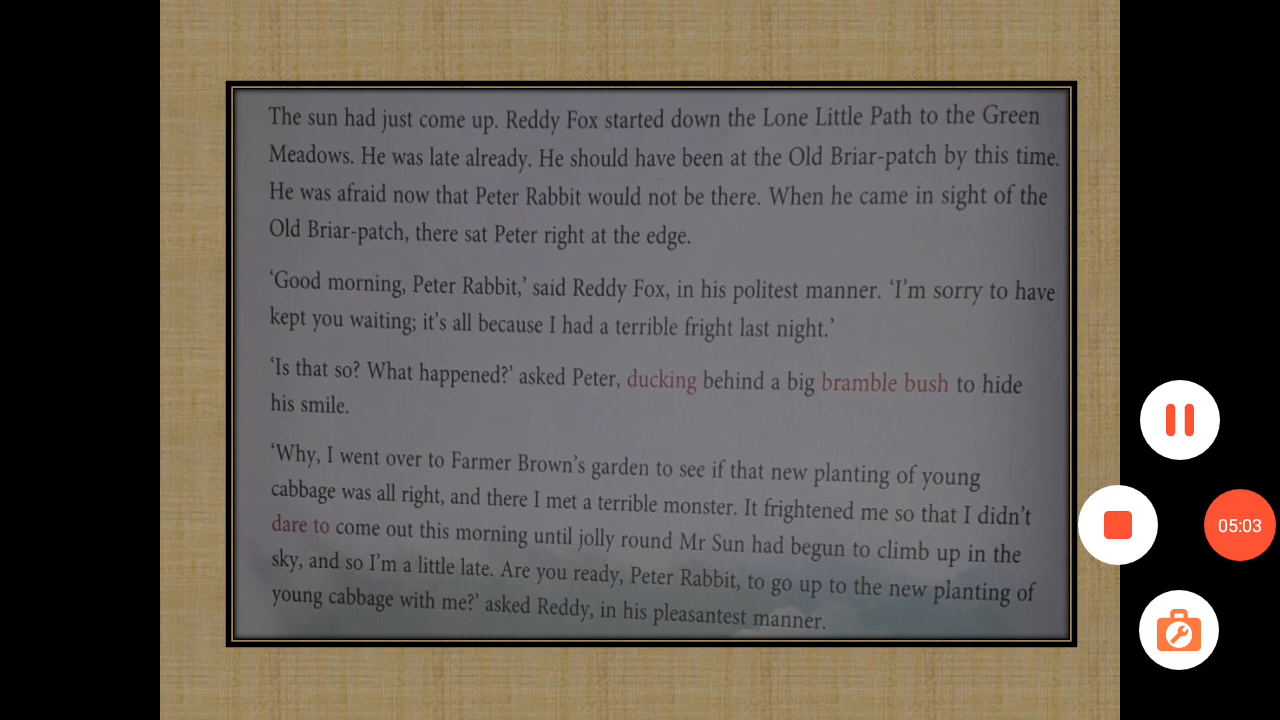 The sun had just come up. Reddy Fox started down the Lone Little Path to the Green
Meadows. He was late already. He should have been at the Old Briar-patch by this time.
He was afraid now that Peter Rabbit would not be there. When he came in sight of the
Old Briar-patch, there sat Peter right at the edge.
‘Good morning, Peter Rabbit,’ said Reddy Fox, in his politest manner. ‘I’m sorry to have
kept you waiting; it’s all because I had a terrible fright last night.’
‘Is that so? What happened?’ asked Peter, ducking behind a big bramble bush to hide
his smile.
‘Why, I went over to Farmer Brown’s garden to see if that new planting of young
cabbage was all right, and there I met a terrible monster. It frightened me so that I didn’t
dare to come out this morning until jolly round Mr Sun had begun to climb up in the
sky, and so I’m a little late. Are you ready, Peter Rabbit, to go up to the new planting of
young cabbage with me?’ asked Reddy, in his pleasantest manner.
05:03